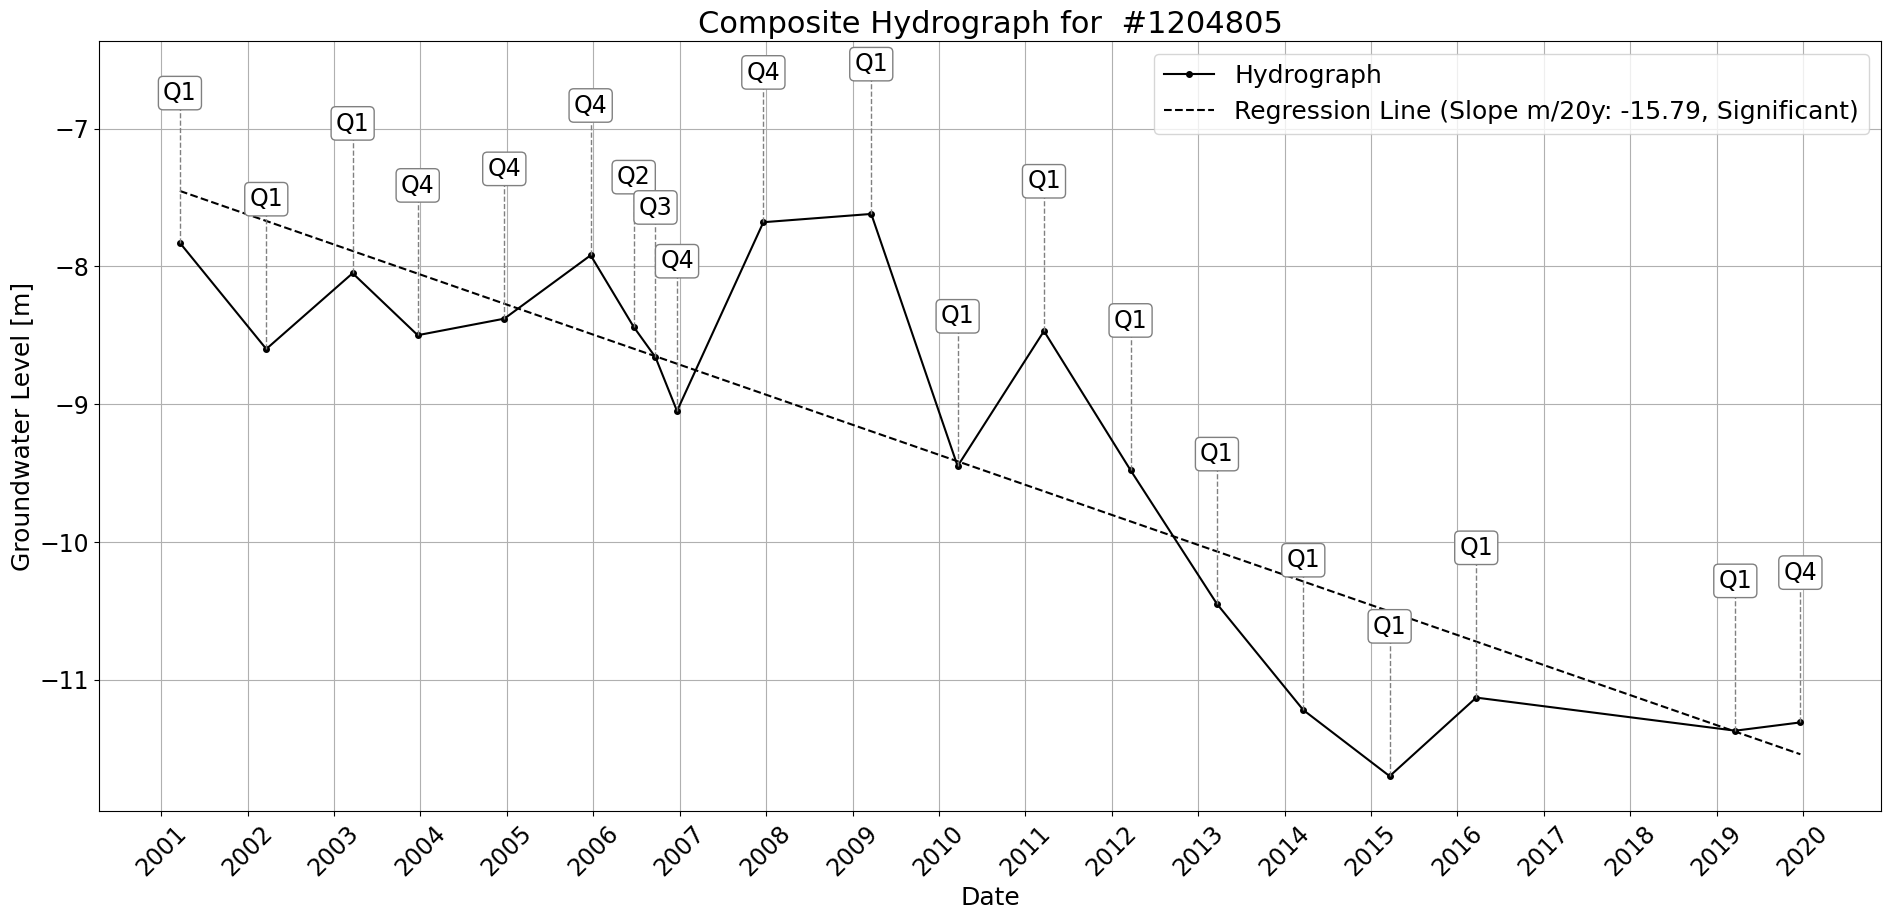 Composite Hydrograph for  #1204805
Hydrograph
Regression Line (Slope m/20y: -15.79, Significant)
Q1
Q1
Q1
Q4
Q4
Q4
Q2
Q3
Q4
Q4
Q1
Q1
Q1
Q1
Q1
Q1
Q1
Q1
Q1
Q4
Groundwater Level [m]
−7
−8
−9
−10
−11
2001
2002
2003
2004
2005
2006
2007
2008
2009
2010
2011
2012
2013
2014
2015
2016
2017
2018
2019
2020
Date